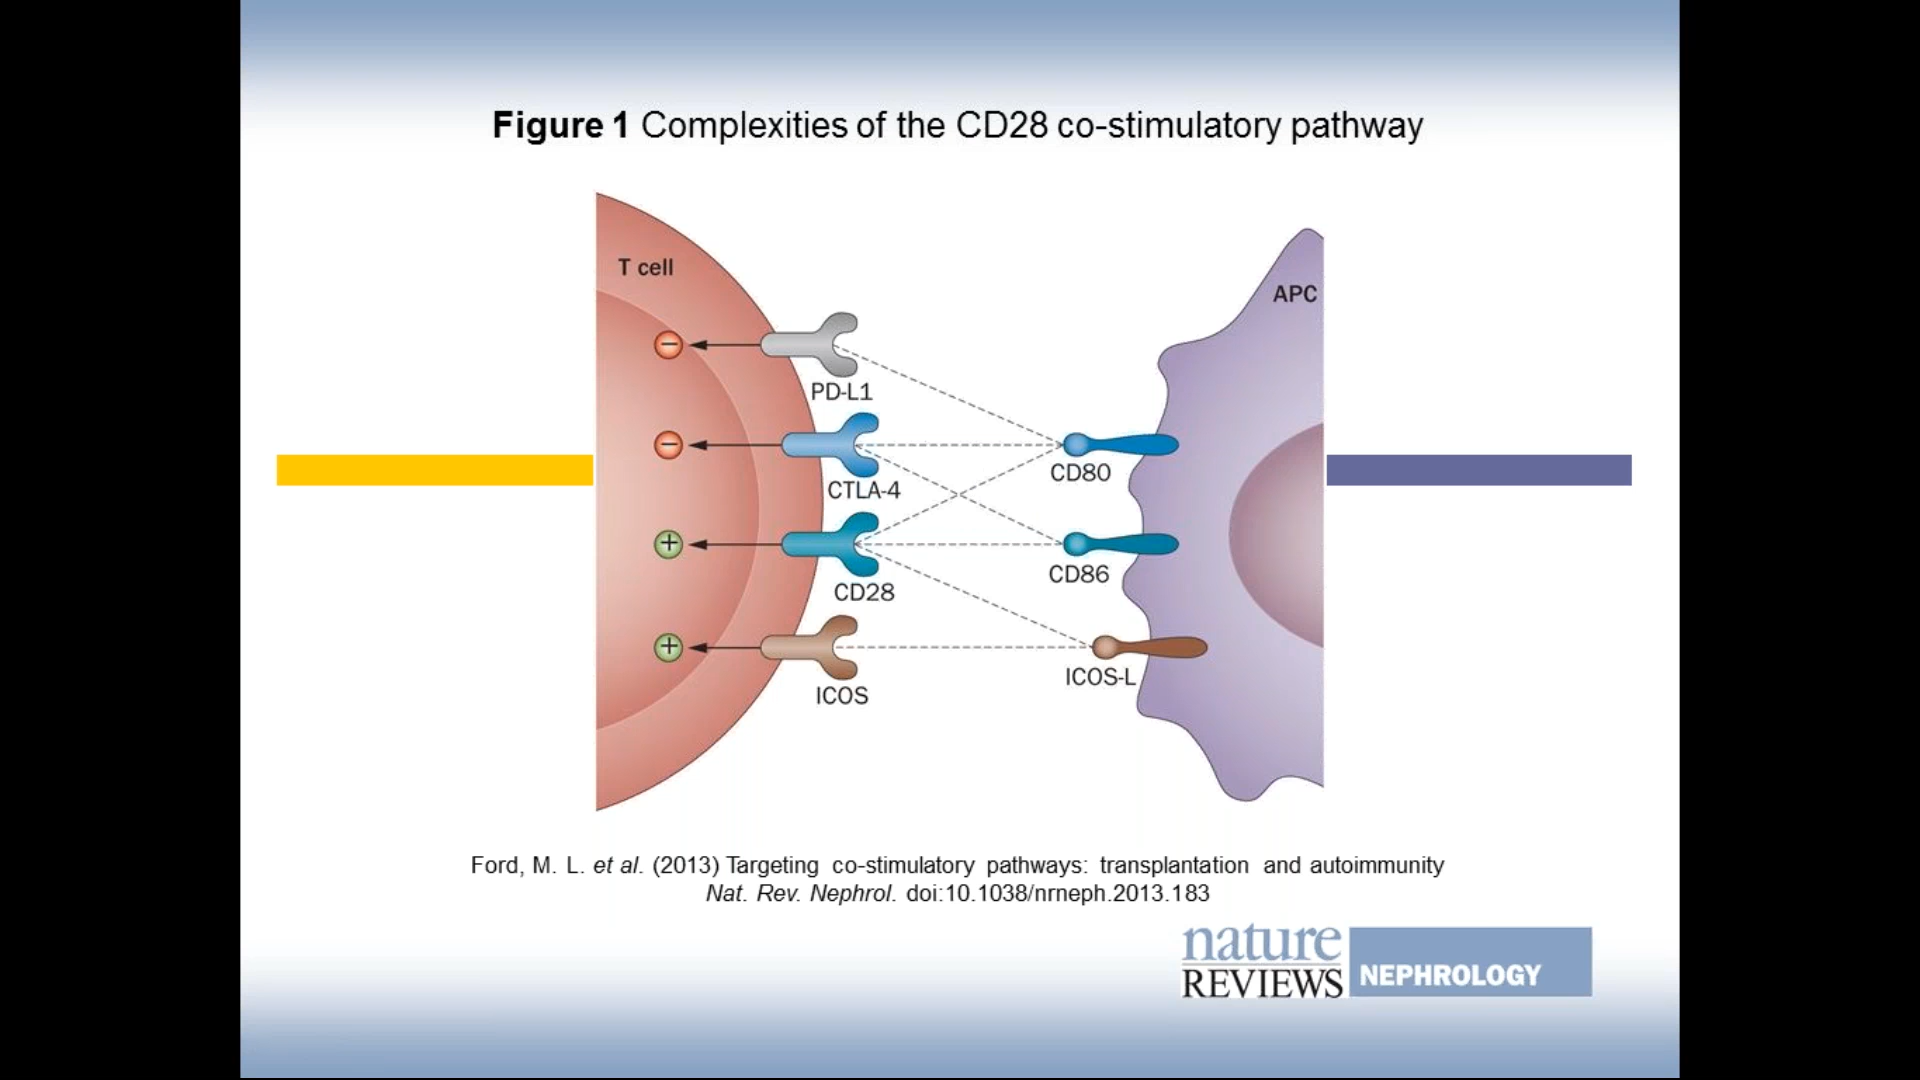 Figure 1 Complexities of the CD28 co-stimulatory pathway
T cell
APC
−
PD-L1
−
CTLA-4
CD80
+
CD28
CD86
+
ICOS
ICOS-L
Ford, M. L. et al. (2013) Targeting co-stimulatory pathways: transplantation and autoimmunity
Nat. Rev. Nephrol. doi:10.1038/nrneph.2013.183
nature
REVIEWS
NEPHROLOGY